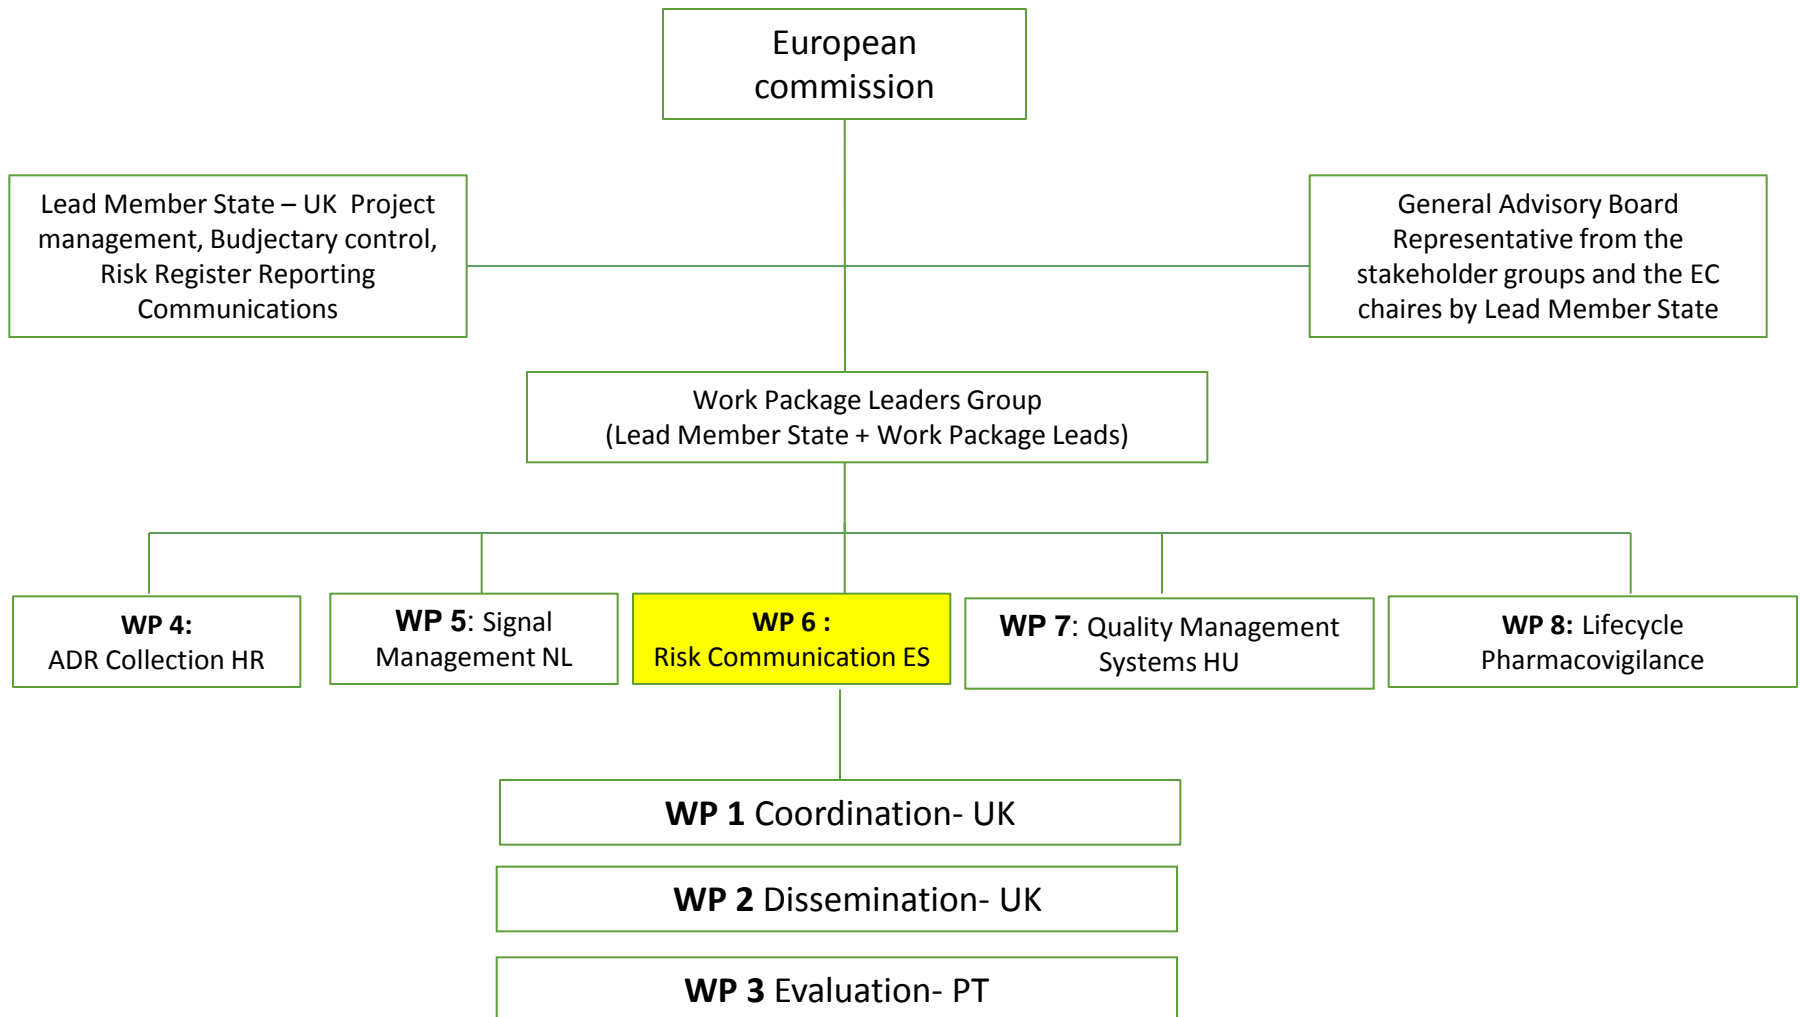 European
commission
Lead Member State – UK Project
management, Budjectary control,
Risk Register Reporting
Communications
General Advisory Board
Representative from the
stakeholder groups and the EC
chaires by Lead Member State
Work Package Leaders Group
(Lead Member State + Work Package Leads)
WP 4:
ADR Collection HR
WP 5: Signal
Management NL
WP 6 :
Risk Communication ES
WP 7: Quality Management
Systems HU
WP 8: Lifecycle
Pharmacovigilance
WP 1 Coordination- UK
WP 2 Dissemination- UK
WP 3 Evaluation- PT